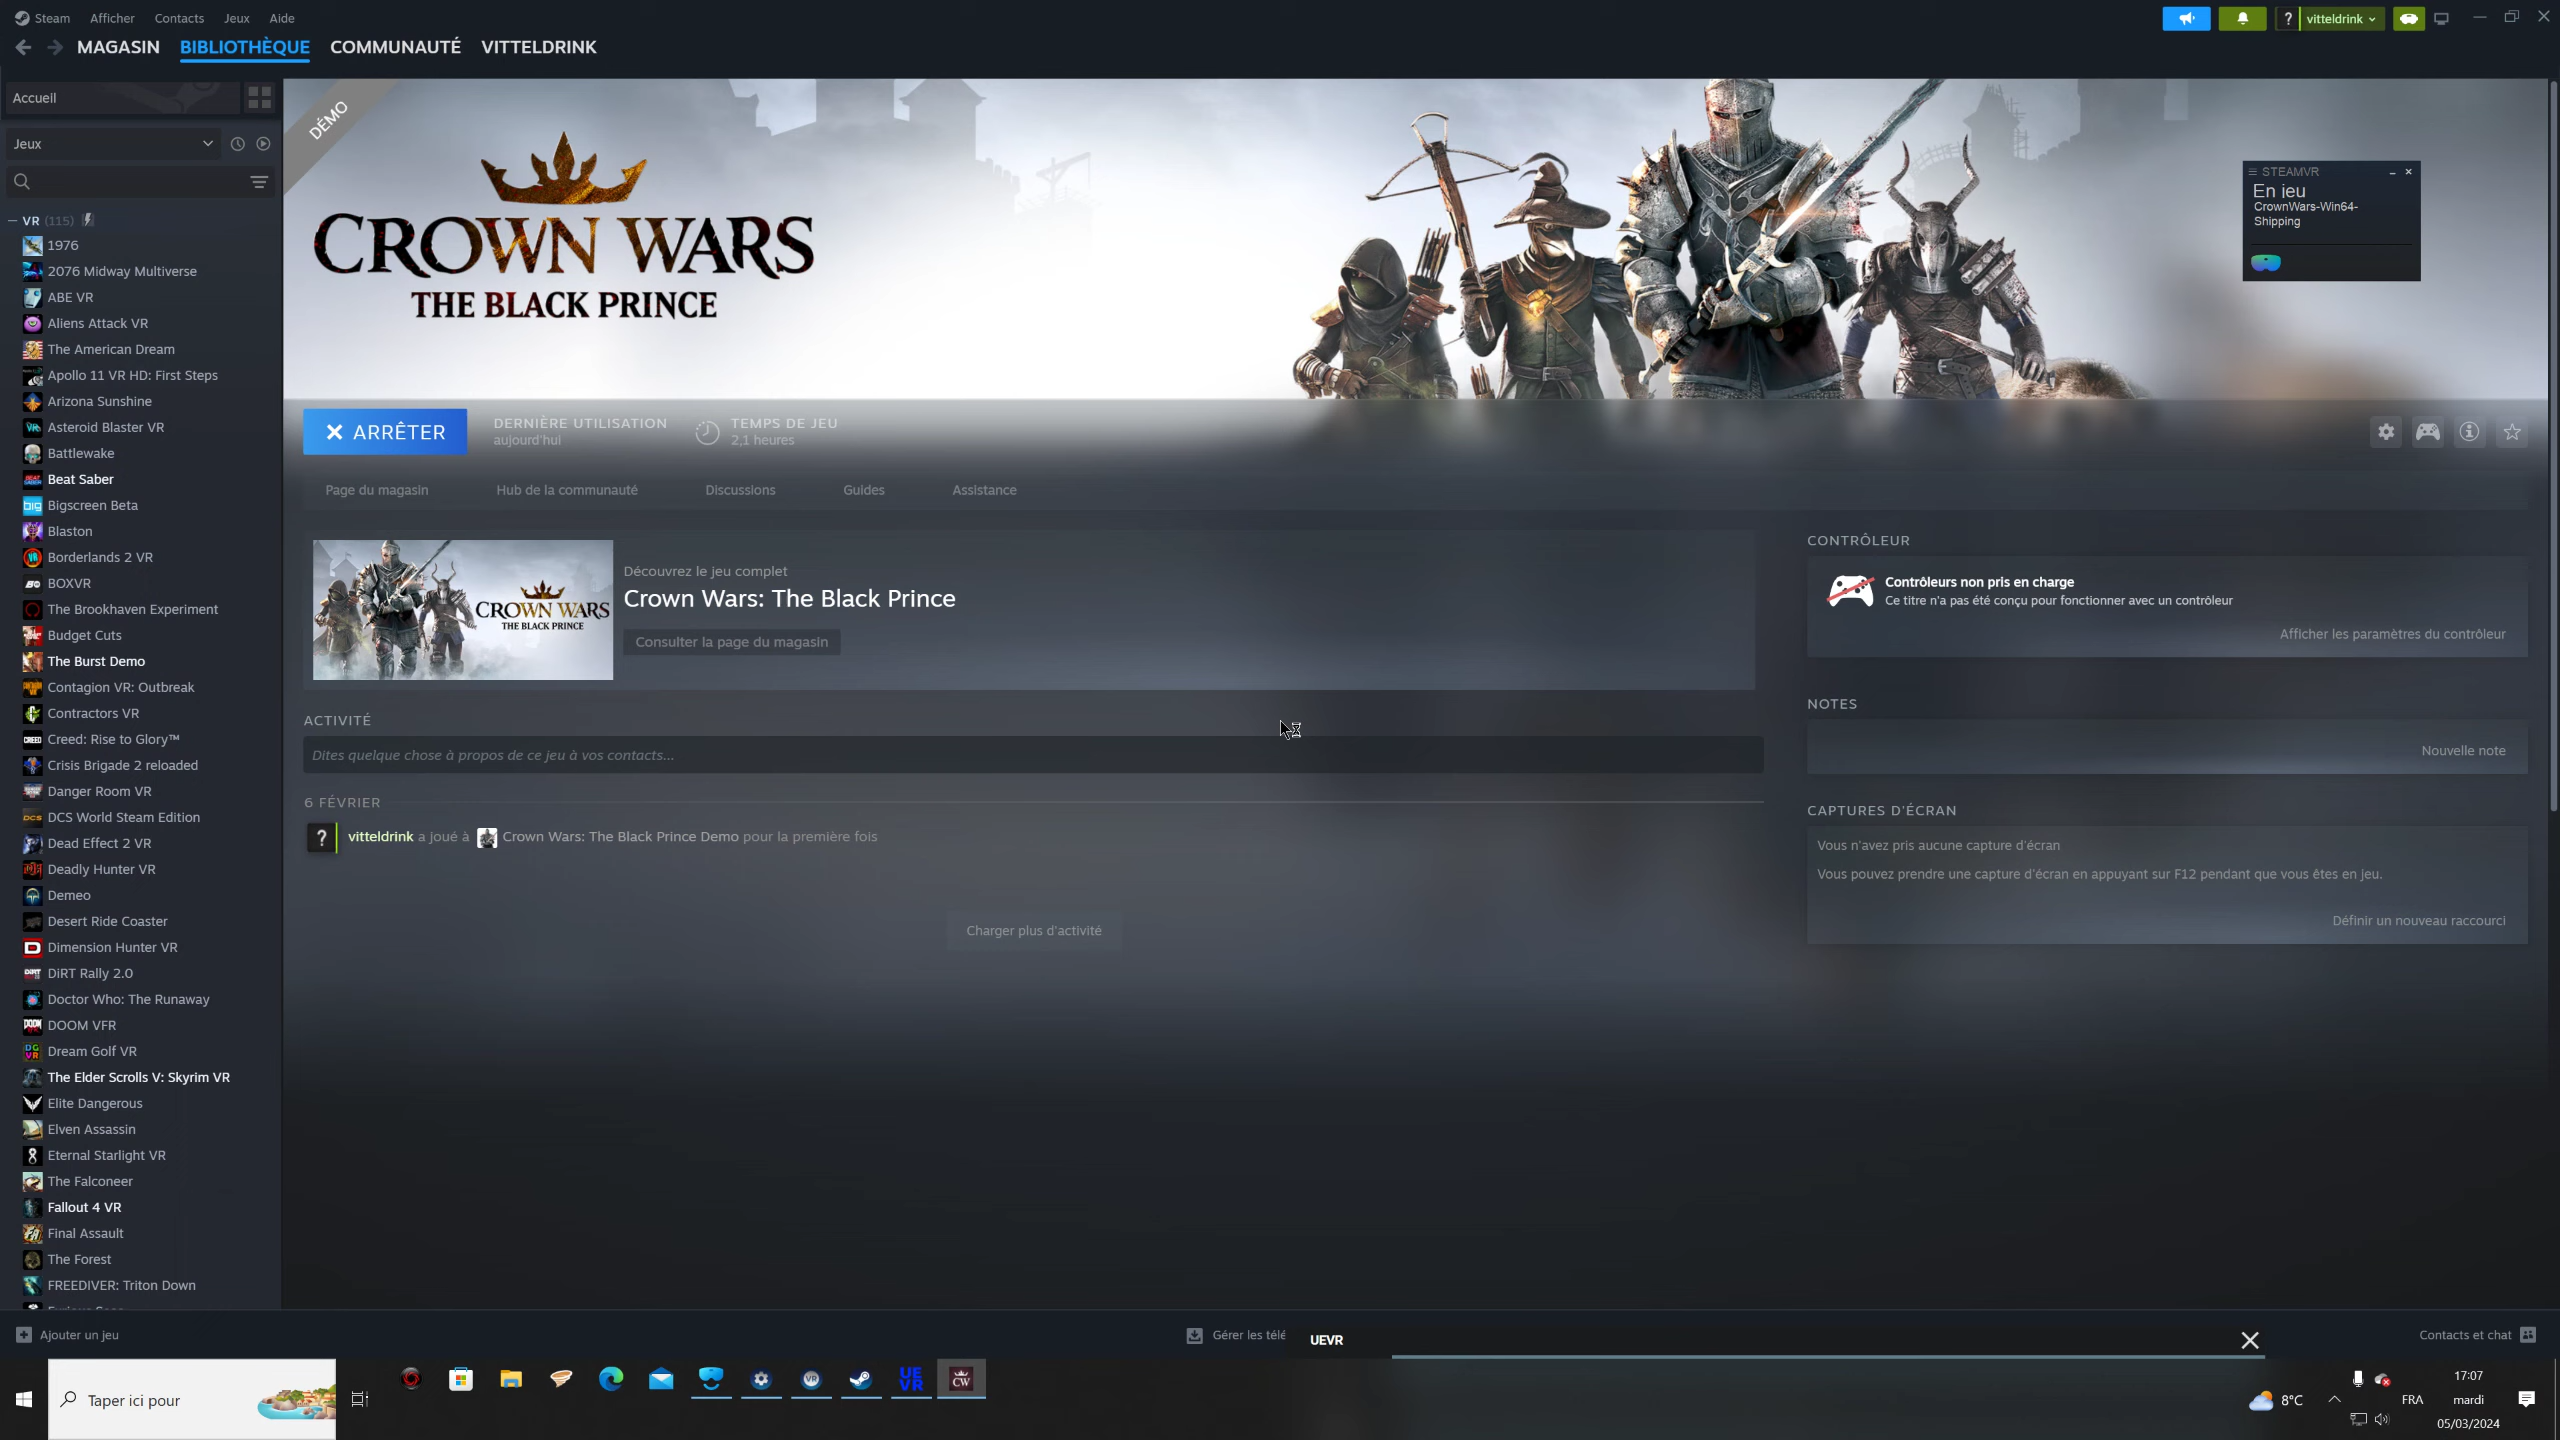 Steam Afficher Contacts Jeux Aide
? vitteldrink
MAGASIN BIBLIOTHÈQUE COMMUNAUTÉ VITTELDRINK
Accueil
Jeux
VR (115)
1976
2076 Midway Multiverse
ABE VR
Aliens Attack VR
The American Dream
Apollo 11 VR HD: First Steps
Arizona Sunshine
Asteroid Blaster VR
Battlewake
Beat Saber
Bigscreen Beta
Blaston
Borderlands 2 VR
BOXVR
The Brookhaven Experiment
Budget Cuts
The Burst Demo
Contagion VR: Outbreak
Contractors VR
Creed: Rise to Glory™
Crisis Brigade 2 reloaded
Danger Room VR
DCS World Steam Edition
Dead Effect 2 VR
Deadly Hunter VR
Demeo
Desert Ride Coaster
Dimension Hunter VR
DiRT Rally 2.0
Doctor Who: The Runaway
DOOM VFR
Dream Golf VR
The Elder Scrolls V: Skyrim VR
Elite Dangerous
Elven Assassin
Eternal Starlight VR
The Falconeer
Fallout 4 VR
Final Assault
The Forest
FREEDIVER: Triton Down
DÉMO
CROWN WARS
THE BLACK PRINCE
STEAMVR
En jeu
CrownWars-Win64-
Shipping
ARRÊTER
DERNIÈRE UTILISATION
aujourd'hui
TEMPS DE JEU
2,1 heures
Page du magasin Hub de la communauté Discussions Guides Assistance
CROWN WARS
THE BLACK PRINCE
Découvrez le jeu complet
Crown Wars: The Black Prince
Consulter la page du magasin
ACTIVITÉ
Dites quelque chose à propos de ce jeu à vos contacts...
6 FÉVRIER
? vitteldrink a joué à Crown Wars: The Black Prince Demo pour la première fois
Charger plus d'activité
CONTRÔLEUR
Contrôleurs non pris en charge
Ce titre n'a pas été conçu pour fonctionner avec un contrôleur
Afficher les paramètres du contrôleur
NOTES
Nouvelle note
CAPTURES D'ÉCRAN
Vous n'avez pris aucune capture d'écran
Vous pouvez prendre une capture d'écran en appuyant sur F12 pendant que vous êtes en jeu.
Définir un nouveau raccourci
Ajouter un jeu
Gérer les télé
UEVR
Contacts et chat
Taper ici pour
VR
UE
VR
CW
8°C
FRA
17:07
mardi
05/03/2024